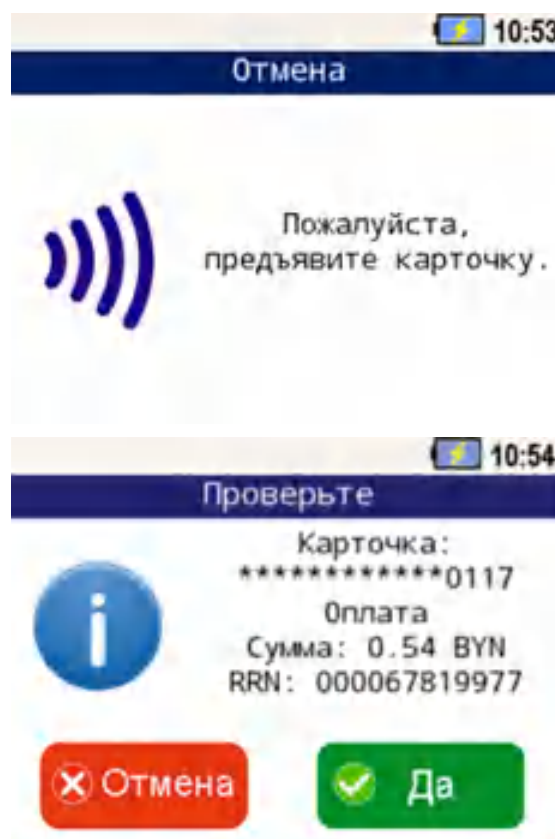 10:53
Отмена
Пожалуйста,
предъявите карточку.
10:54
Проверьте
Карточка:
************0117
Оплата
Сумма: 0.54 BYN
RRN: 000067819977
Отмена
Да